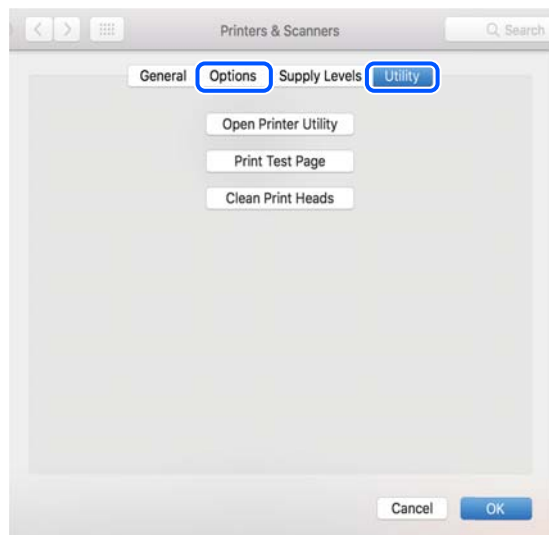 Printers & Scanners
Search
General Options Supply Levels Utility
Open Printer Utility
Print Test Page
Clean Print Heads
Cancel OK